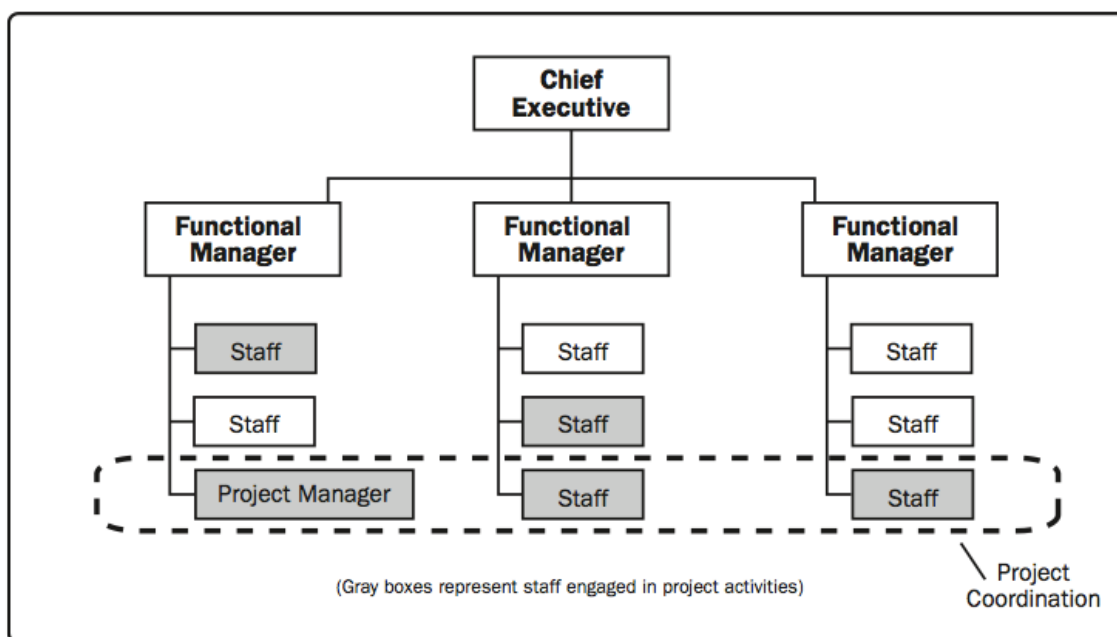 Chief
Executive
Functional
Manager
Functional
Manager
Functional
Manager
Staff
Staff
Staff
Staff
Staff
Staff
Project Manager
Staff
Staff
(Gray boxes represent staff engaged in project activities)
Project
Coordination